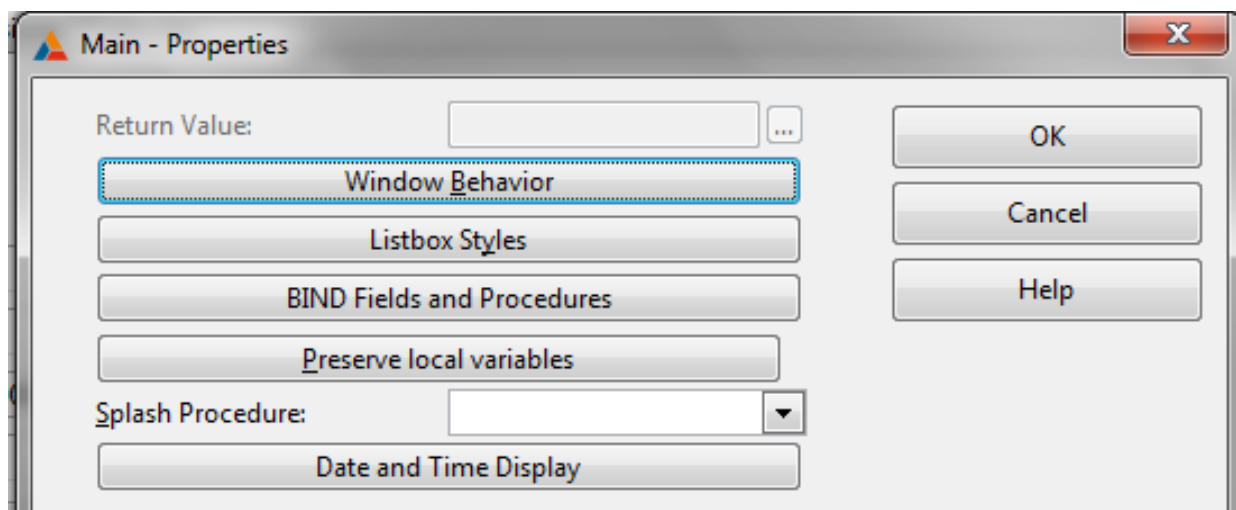 Main - Properties
Return Value:
...
OK
Window Behavior
Cancel
Listbox Styles
BIND Fields and Procedures
Help
Preserve local variables
Splash Procedure:
Date and Time Display